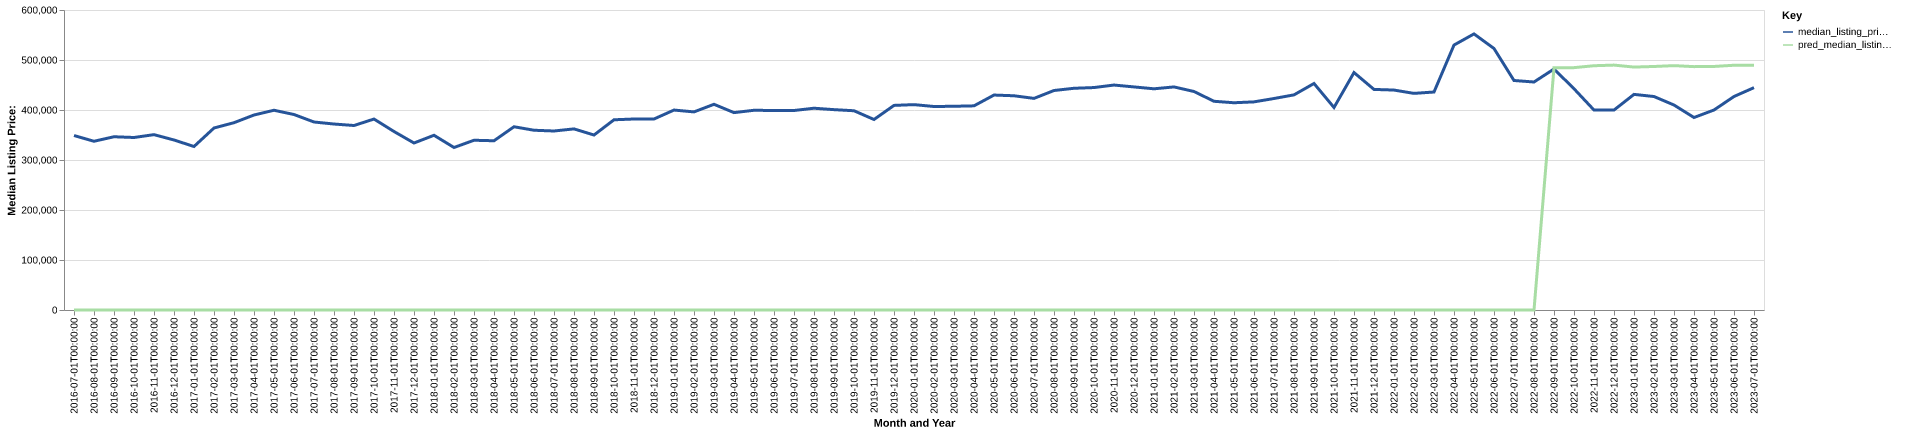 600,000
500,000
400,000
300,000
200,000
100,000
0
Median Listing Price:
2016-07-01T00:00:00
2016-08-01T00:00:00
2016-09-01T00:00:00
2016-10-01T00:00:00
2016-11-01T00:00:00
2016-12-01T00:00:00
2017-01-01T00:00:00
2017-02-01T00:00:00
2017-03-01T00:00:00
2017-04-01T00:00:00
2017-05-01T00:00:00
2017-06-01T00:00:00
2017-07-01T00:00:00
2017-08-01T00:00:00
2017-09-01T00:00:00
2017-10-01T00:00:00
2017-11-01T00:00:00
2017-12-01T00:00:00
2018-01-01T00:00:00
2018-02-01T00:00:00
2018-03-01T00:00:00
2018-04-01T00:00:00
2018-05-01T00:00:00
2018-06-01T00:00:00
2018-07-01T00:00:00
2018-08-01T00:00:00
2018-09-01T00:00:00
2018-10-01T00:00:00
2018-11-01T00:00:00
2018-12-01T00:00:00
2019-01-01T00:00:00
2019-02-01T00:00:00
2019-03-01T00:00:00
2019-04-01T00:00:00
2019-05-01T00:00:00
2019-06-01T00:00:00
2019-07-01T00:00:00
2019-08-01T00:00:00
2019-09-01T00:00:00
2019-10-01T00:00:00
2019-11-01T00:00:00
2019-12-01T00:00:00
2020-01-01T00:00:00
2020-02-01T00:00:00
2020-03-01T00:00:00
2020-04-01T00:00:00
2020-05-01T00:00:00
2020-06-01T00:00:00
2020-07-01T00:00:00
2020-08-01T00:00:00
2020-09-01T00:00:00
2020-10-01T00:00:00
2020-11-01T00:00:00
2020-12-01T00:00:00
2021-01-01T00:00:00
2021-02-01T00:00:00
2021-03-01T00:00:00
2021-04-01T00:00:00
2021-05-01T00:00:00
2021-06-01T00:00:00
2021-07-01T00:00:00
2021-08-01T00:00:00
2021-09-01T00:00:00
2021-10-01T00:00:00
2021-11-01T00:00:00
2021-12-01T00:00:00
2022-01-01T00:00:00
2022-02-01T00:00:00
2022-03-01T00:00:00
2022-04-01T00:00:00
2022-05-01T00:00:00
2022-06-01T00:00:00
2022-07-01T00:00:00
2022-08-01T00:00:00
2022-09-01T00:00:00
2022-10-01T00:00:00
2022-11-01T00:00:00
2022-12-01T00:00:00
2023-01-01T00:00:00
2023-02-01T00:00:00
2023-03-01T00:00:00
2023-04-01T00:00:00
2023-05-01T00:00:00
2023-06-01T00:00:00
2023-07-01T00:00:00
Month and Year
Key
median_listing_pri…
pred_median_listin…